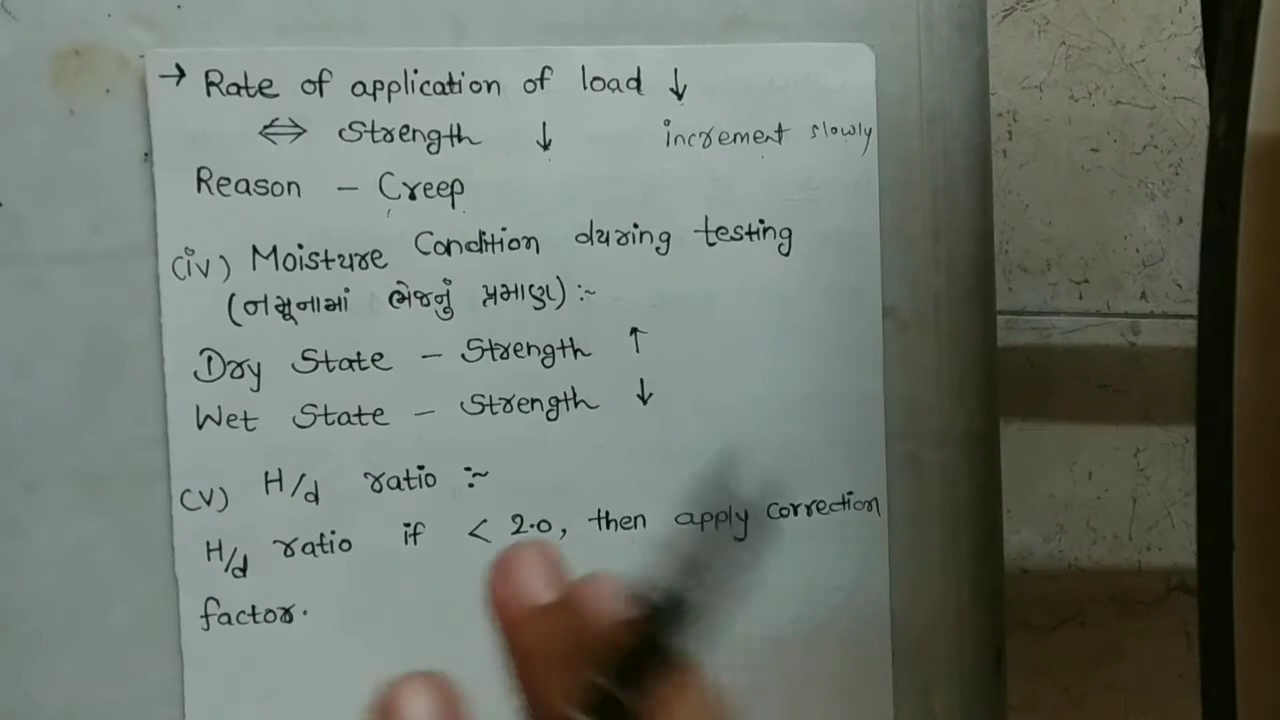 → Rate of application of load ↓
⇔ Strength ↓ increment slowly
Reason - Creep
(iv) Moisture Condition during testing
(નમૂનામાં ભેજનું પ્રમાણ) :-
Dry State - Strength ↑
Wet State - Strength ↓
(v) H/d ratio :-
H/d ratio if < 2.0, then apply correction
factor.